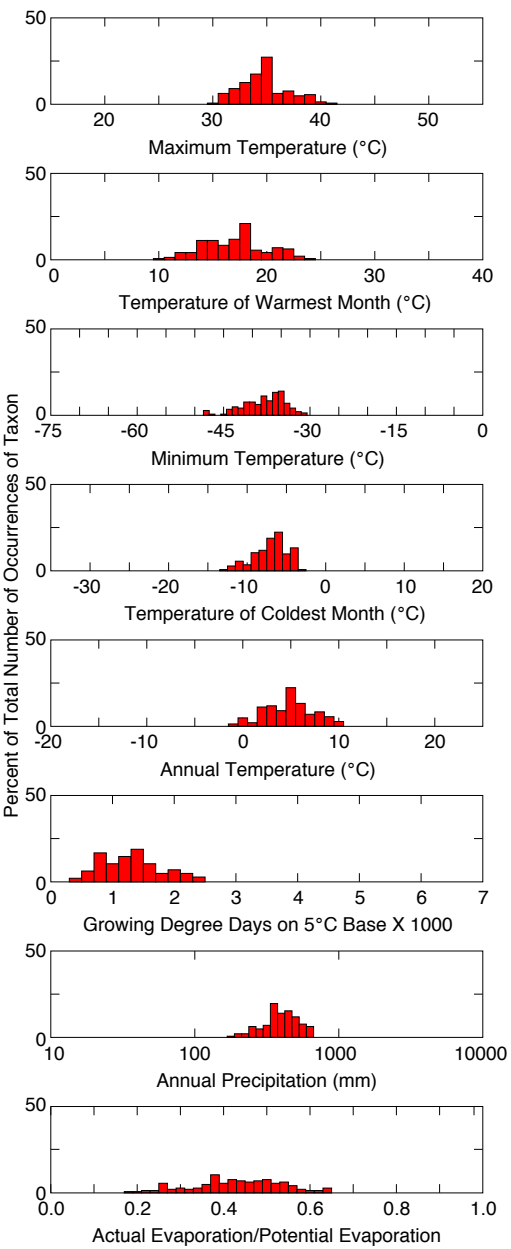 Percent of Total Number of Occurrences of Taxon
50
0
20 30 40 50
Maximum Temperature (°C)
50
0
0 10 20 30 40
Temperature of Warmest Month (°C)
50
0
-75 -60 -45 -30 -15 0
Minimum Temperature (°C)
50
0
-30 -20 -10 0 10 20
Temperature of Coldest Month (°C)
50
0
-20 -10 0 10 20
Annual Temperature (°C)
50
0
0 1 2 3 4 5 6 7
Growing Degree Days on 5°C Base X 1000
50
0
10 100 1000 10000
Annual Precipitation (mm)
50
0
0.0 0.2 0.4 0.6 0.8 1.0
Actual Evaporation/Potential Evaporation